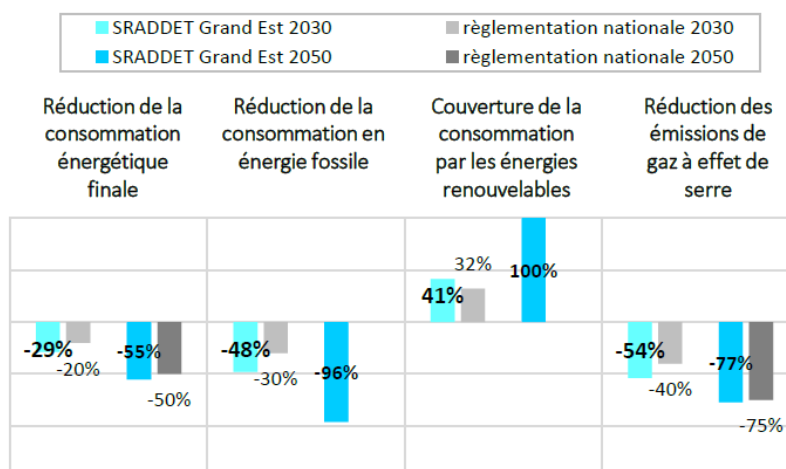 SRADDET Grand Est 2030
règlementation nationale 2030
SRADDET Grand Est 2050
règlementation nationale 2050
Réduction de la
consommation
énergétique
finale
Réduction de la
consommation en
énergie fossile
Couverture de la
consommation
par les énergies
renouvelables
Réduction des
émissions de
gaz à effet de
serre
-29%
-20%
-55%
-50%
-48%
-30%
-96%
41%
32%
100%
-54%
-40%
-77%
-75%